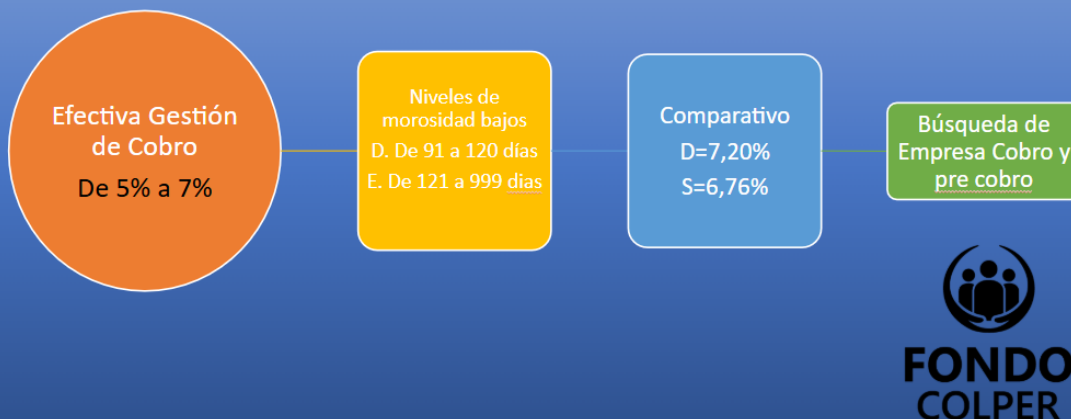 Efectiva Gestión
de Cobro
De 5% a 7%
Niveles de
morosidad bajos
D. De 91 a 120 días
E. De 121 a 999 dias
Comparativo
D=7,20%
S=6,76%
Búsqueda de
Empresa Cobro y
pre cobro
FONDO
COLPER